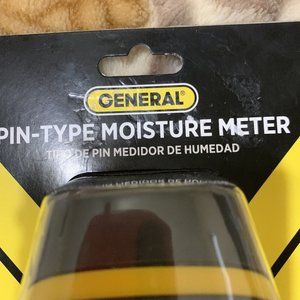 GENERAL®
PIN-TYPE MOISTURE METER
TIPO DE PIN MEDIDOR DE HUMEDAD